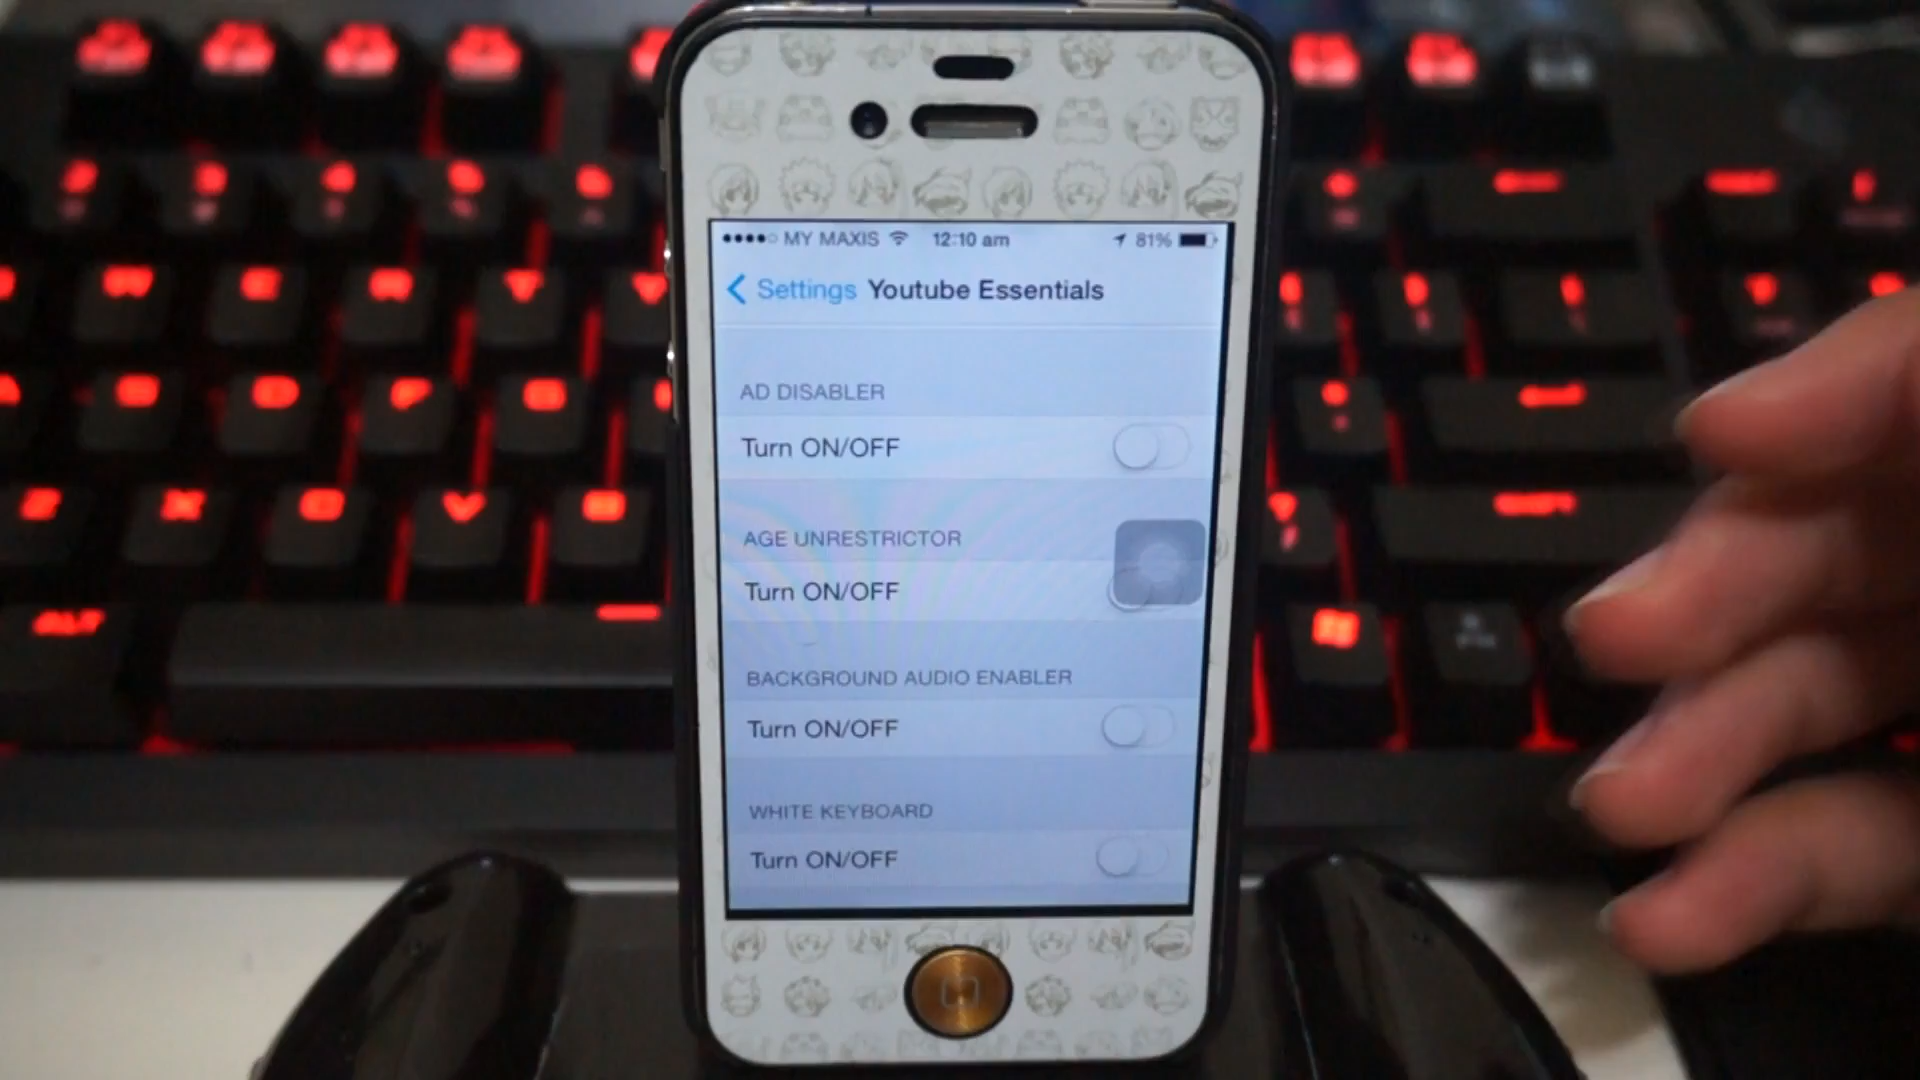 MY MAXIS 12:10 am 81%
Settings Youtube Essentials
AD DISABLER
Turn ON/OFF
AGE UNRESTRICTOR
Turn ON/OFF
BACKGROUND AUDIO ENABLER
Turn ON/OFF
WHITE KEYBOARD
Turn ON/OFF
ALT